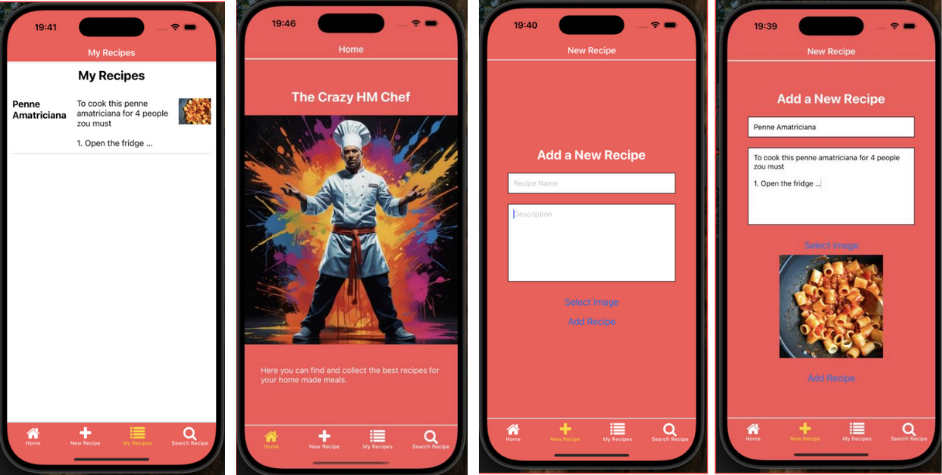 19:41
My Recipes
My Recipes
Penne
Amatriciana
To cook this penne
amatriciana for 4 people
zou must
1. Open the fridge ...
Home
New Recipe
My Recipes
Search Recipe
19:46
Home
The Crazy HM Chef
Here you can find and collect the best recipes for
your home made meals.
Home
New Recipe
My Recipes
Search Recipe
19:40
New Recipe
Add a New Recipe
Recipe Name
Description
Select Image
Add Recipe
Home
New Recipe
My Recipes
Search Recipe
19:39
New Recipe
Add a New Recipe
Penne Amatriciana
To cook this penne amatriciana for 4 people
zou must
1. Open the fridge ...
Select Image
Add Recipe
Home
New Recipe
My Recipes
Search Recipe